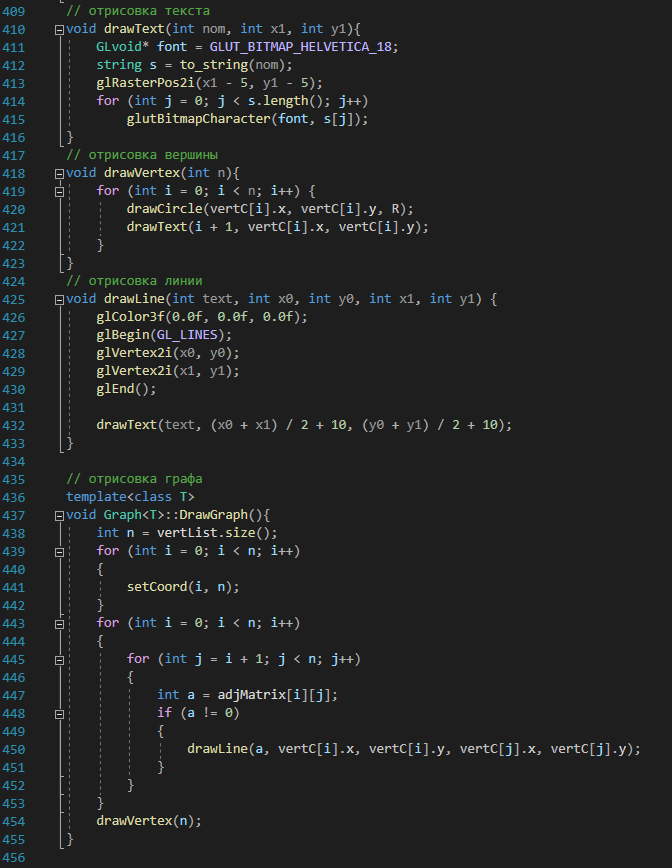 409 // отрисовка текста
410 void drawText(int nom, int x1, int y1){
411     GLvoid* font = GLUT_BITMAP_HELVETICA_18;
412     string s = to_string(nom);
413     glRasterPos2i(x1 - 5, y1 - 5);
414     for (int j = 0; j < s.length(); j++)
415         glutBitmapCharacter(font, s[j]);
416 }
417 // отрисовка вершины
418 void drawVertex(int n){
419     for (int i = 0; i < n; i++) {
420         drawCircle(vertC[i].x, vertC[i].y, R);
421         drawText(i + 1, vertC[i].x, vertC[i].y);
422     }
423 }
424 // отрисовка линии
425 void drawLine(int text, int x0, int y0, int x1, int y1) {
426     glColor3f(0.0f, 0.0f, 0.0f);
427     glBegin(GL_LINES);
428     glVertex2i(x0, y0);
429     glVertex2i(x1, y1);
430     glEnd();
431
432     drawText(text, (x0 + x1) / 2 + 10, (y0 + y1) / 2 + 10);
433 }
434
435 // отрисовка графа
436 template<class T>
437 void Graph<T>::DrawGraph(){
438     int n = vertList.size();
439     for (int i = 0; i < n; i++)
440     {
441         setCoord(i, n);
442     }
443     for (int i = 0; i < n; i++)
444     {
445         for (int j = i + 1; j < n; j++)
446         {
447             int a = adjMatrix[i][j];
448             if (a != 0)
449             {
450                 drawLine(a, vertC[i].x, vertC[i].y, vertC[j].x, vertC[j].y);
451             }
452         }
453     }
454     drawVertex(n);
455 }
456